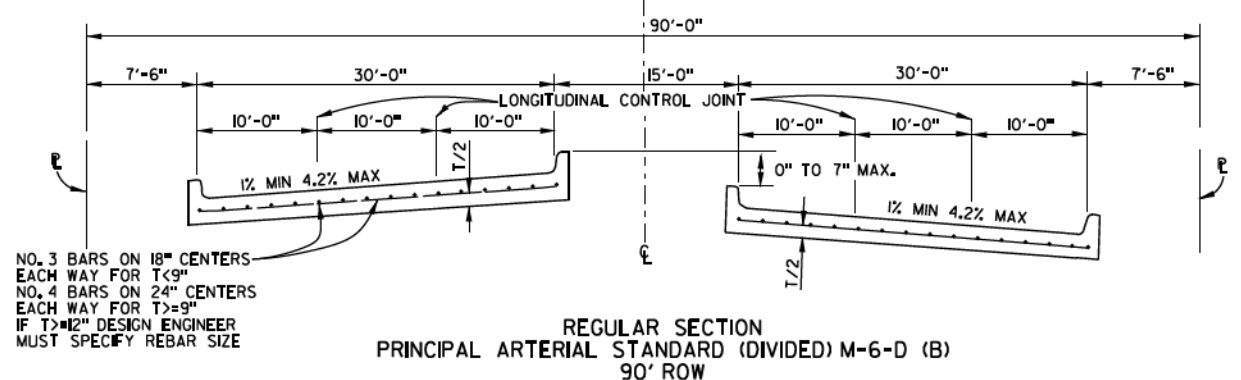 90'-0"
7'-6" 30'-0" 15'-0" 30'-0" 7'-6"
LONGITUDINAL CONTROL JOINT
10'-0" 10'-0" 10'-0" 10'-0" 10'-0" 10'-0"
T/2
PL
1% MIN 4.2% MAX
0" TO 7" MAX.
PL
1% MIN 4.2% MAX
NO. 3 BARS ON 18" CENTERS
EACH WAY FOR T<9"
NO. 4 BARS ON 24" CENTERS
EACH WAY FOR T>=9"
IF T>=12" DESIGN ENGINEER
MUST SPECIFY REBAR SIZE
CL
T/2
REGULAR SECTION
PRINCIPAL ARTERIAL STANDARD (DIVIDED) M-6-D (B)
90' ROW